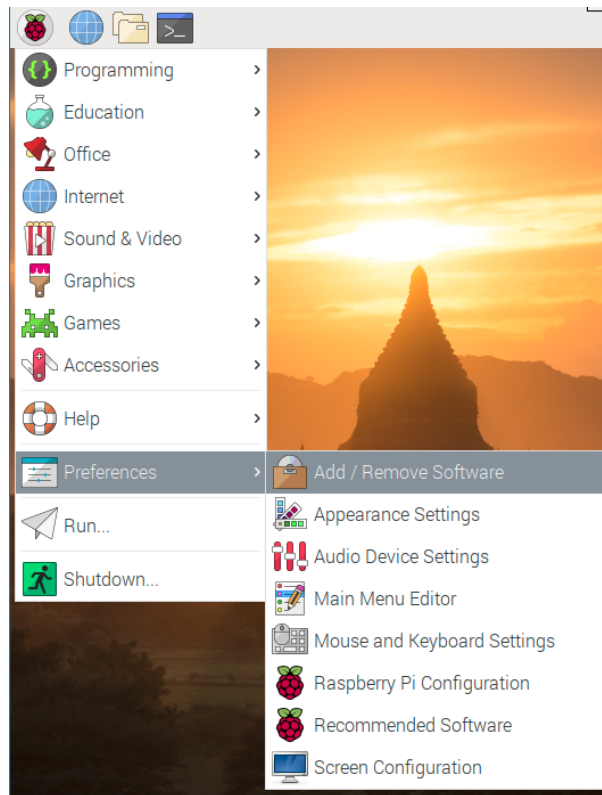 Programming
Education
Office
Internet
Sound & Video
Graphics
Games
Accessories
Help
Preferences
Run...
Shutdown...
Add / Remove Software
Appearance Settings
Audio Device Settings
Main Menu Editor
Mouse and Keyboard Settings
Raspberry Pi Configuration
Recommended Software
Screen Configuration